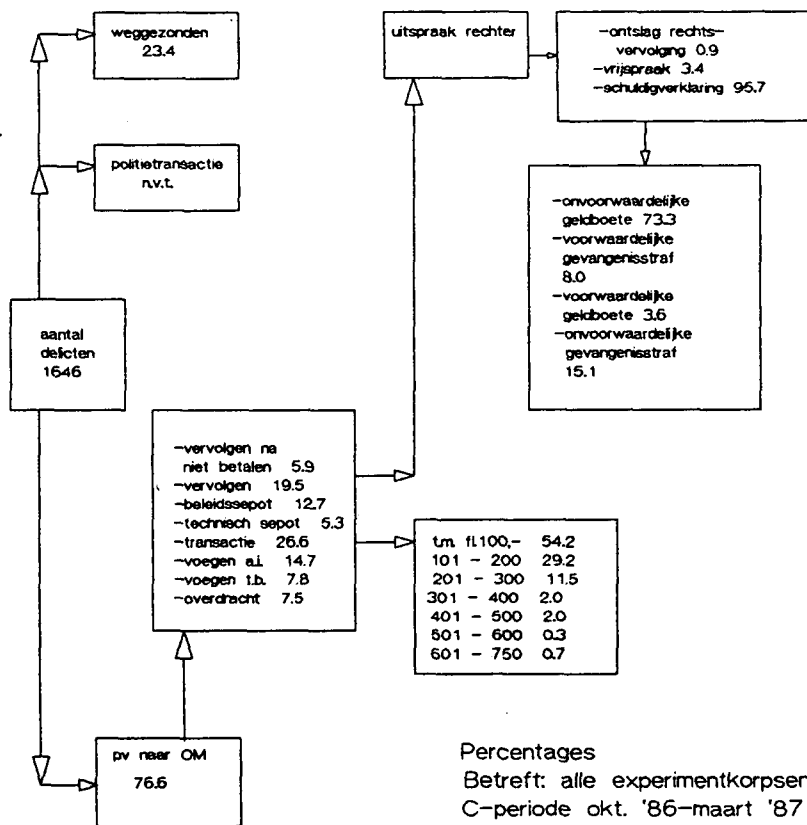 weggezonden
23.4
politietransactie
n.v.t.
aantal
delicten
1646
pv naar OM
76.6
-vervolgen na
niet betalen 5.9
-vervolgen 19.5
-beleidssepot 12.7
-technisch sepot 5.3
-transactie 26.6
-voegen a.i. 14.7
-voegen t.b. 7.8
-overdracht 7.5
uitspraak rechter
-ontslag rechts-
vervolging 0.9
-vrijspraak 3.4
-schuldigverklaring 95.7
-onvoorwaardelijke
geldboete 73.3
-voorwaardelijke
gevangenisstraf
8.0
-voorwaardelijke
geldboete 3.6
-onvoorwaardelijke
gevangenisstraf
15.1
t.m. fl.100,- 54.2
101 - 200 29.2
201 - 300 11.5
301 - 400 2.0
401 - 500 2.0
501 - 600 0.3
601 - 750 0.7
Percentages
Betreft: alle experimentkorpsen
C-periode okt. '86-maart '87